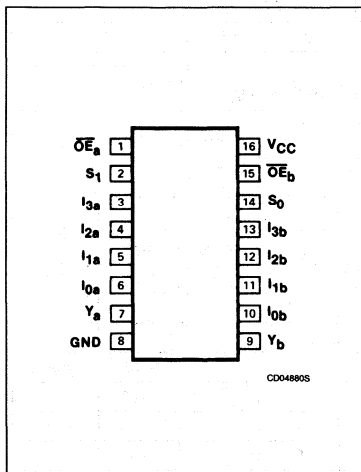 OEa 1 16 VCC
S1 2 15 OEb
I3a 3 14 S0
I2a 4 13 I3b
I1a 5 12 I2b
I0a 6 11 I1b
Ya 7 10 I0b
GND 8 9 Yb
CD04880S